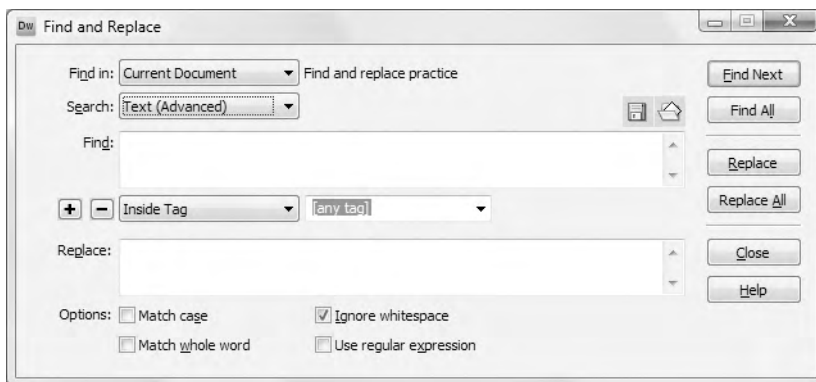 Dw Find and Replace
Find in: Current Document Find and replace practice Find Next
Search: Text (Advanced) Find All
Find:
Replace
Inside Tag [any tag] Replace All
Replace: Close
Help
Options: Match case Ignore whitespace
Match whole word Use regular expression